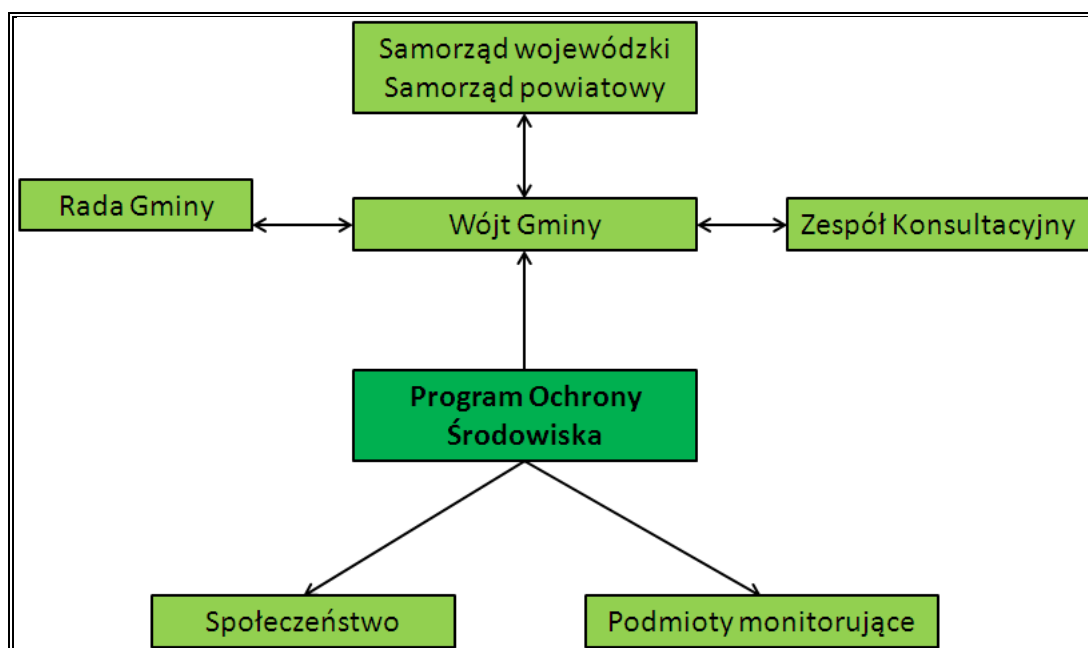 Samorząd wojewódzki
Samorząd powiatowy
Rada Gminy
Wójt Gminy
Zespół Konsultacyjny
Program Ochrony
Środowiska
Społeczeństwo
Podmioty monitorujące